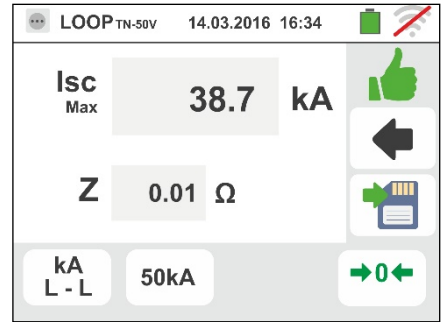 LOOP TN-50V 14.03.2016 16:34
Isc Max 38.7 kA
Z 0.01 Ω
kA L - L 50kA →0←